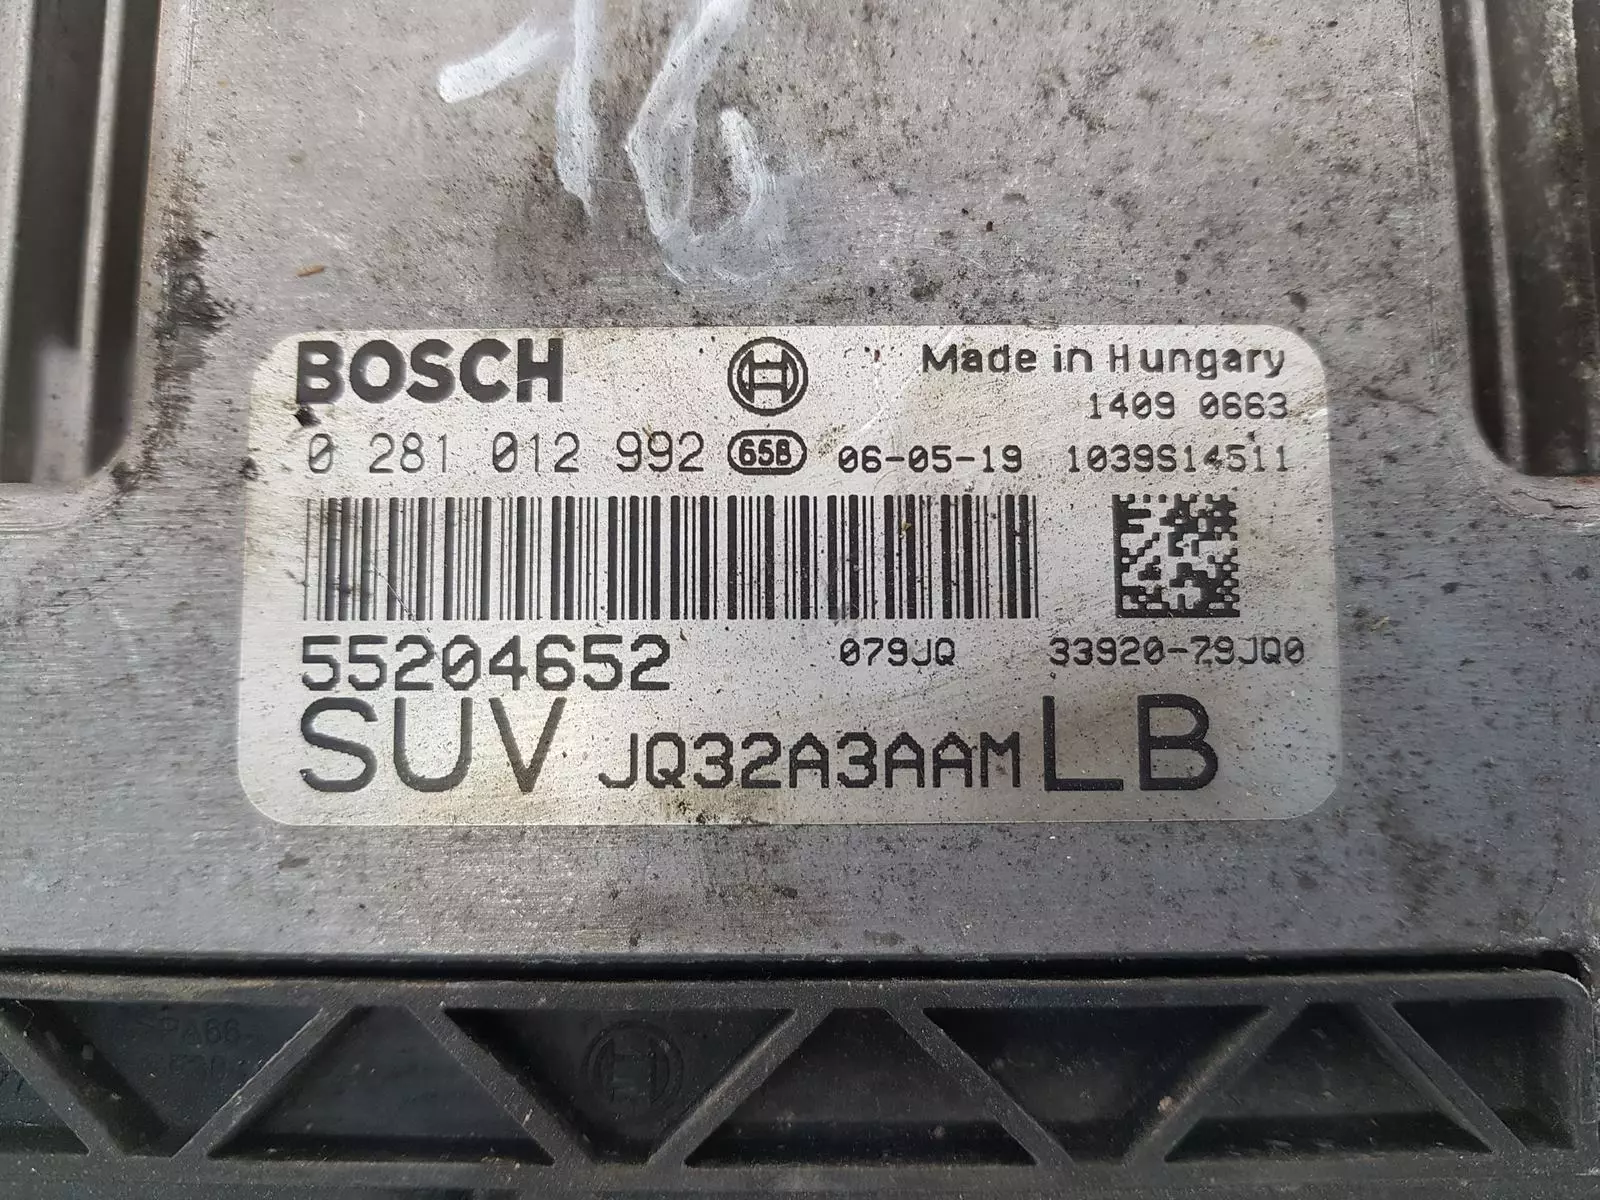 16
BOSCH Made in Hungary
1409 0663
0 281 012 992 65B 06-05-19 1039S14511
55204652 079JQ 33920-79JQ0
SUV JQ32A3AAM LB